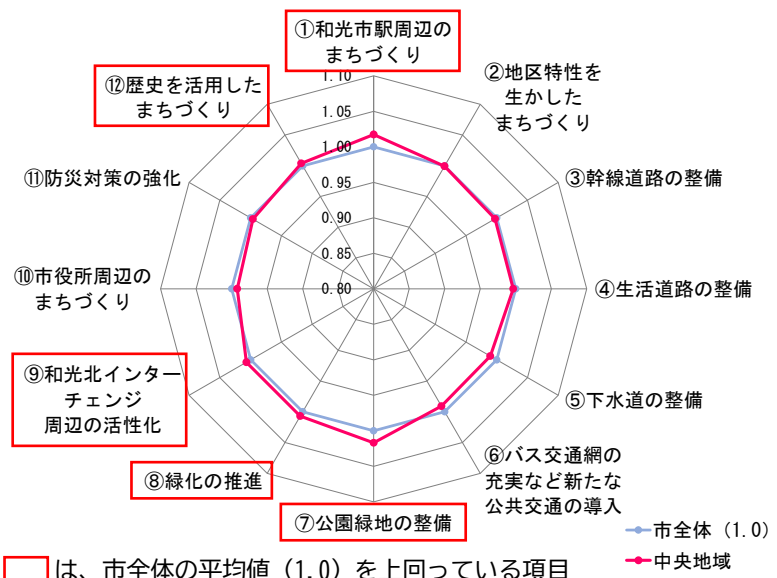 ①和光市駅周辺の
まちづくり
②地区特性を
生かした
まちづくり
③幹線道路の整備
④生活道路の整備
⑤下水道の整備
⑥バス交通網の
充実など新たな
公共交通の導入
⑦公園緑地の整備
⑧緑化の推進
⑨和光北インター
チェンジ
周辺の活性化
⑩市役所周辺の
まちづくり
⑪防災対策の強化
⑫歴史を活用した
まちづくり
1.10
1.05
1.00
0.95
0.90
0.85
0.80
市全体（1.0）
中央地域
は、市全体の平均値（1.0）を上回っている項目